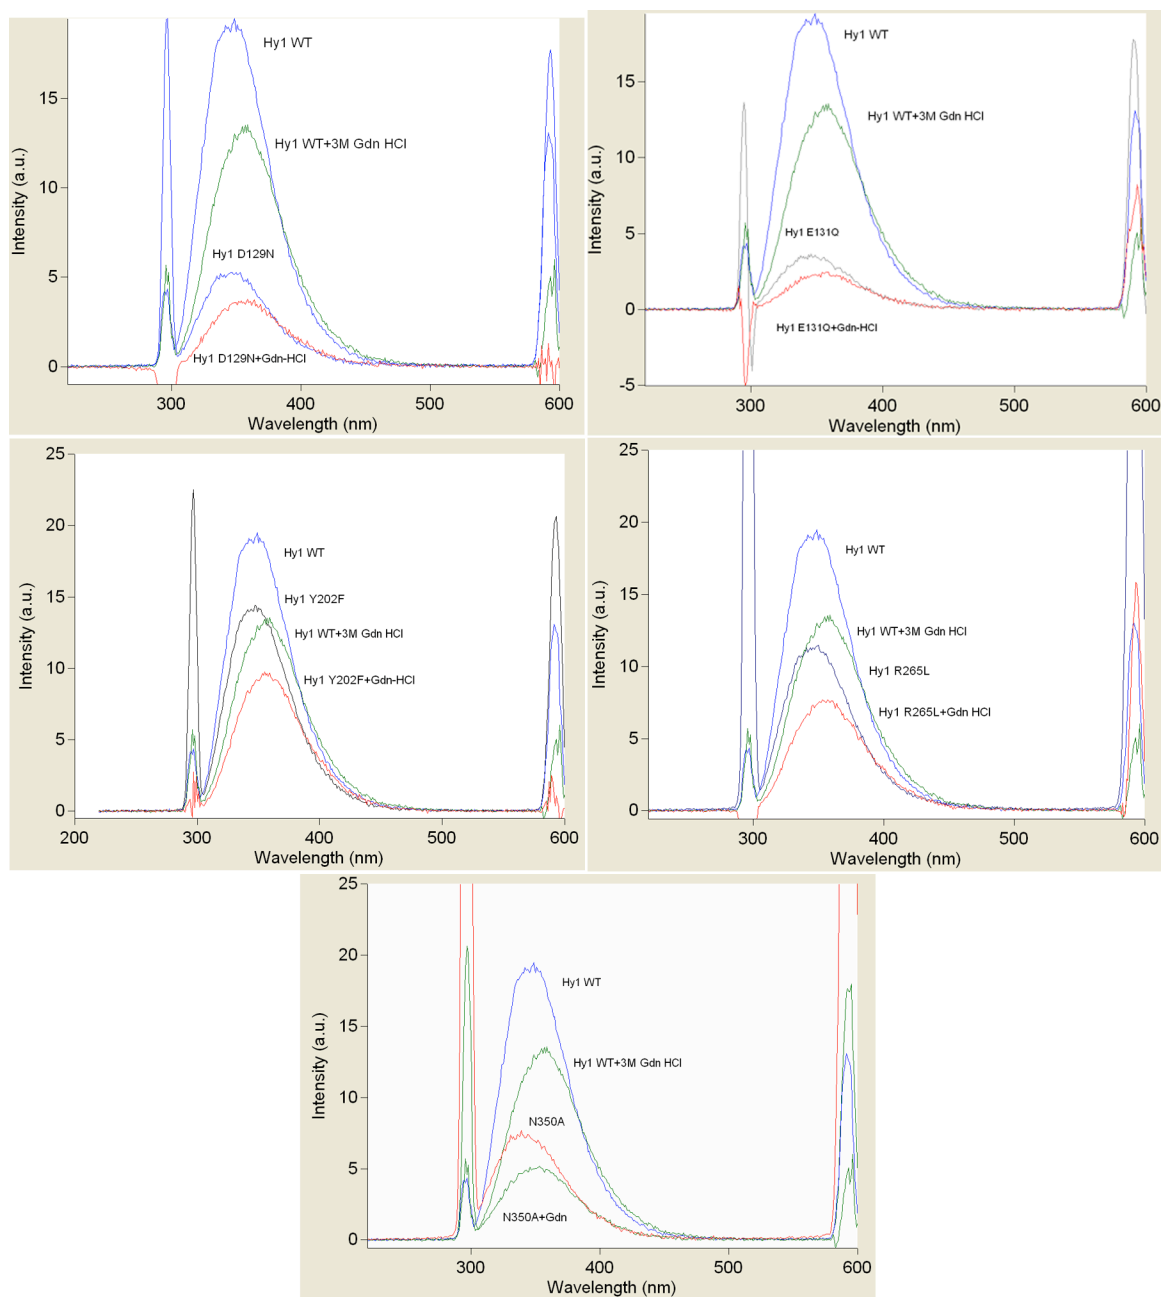 Hy1 WT
Hy1 WT+3M Gdn HCl
Hy1 D129N
Hy1 D129N+Gdn-HCl
15
10
5
0
300
400
500
600
Intensity (a.u.)
Wavelength (nm)
Hy1 WT
Hy1 WT+3M Gdn HCl
Hy1 E131Q
Hy1 E131Q+Gdn-HCl
15
10
5
0
-5
300
400
500
600
Intensity (a.u.)
Wavelength (nm)
Hy1 WT
Hy1 Y202F
Hy1 WT+3M Gdn HCl
Hy1 Y202F+Gdn-HCl
25
20
15
10
5
0
200
300
400
500
600
Intensity (a.u.)
Wavelength (nm)
Hy1 WT
Hy1 WT+3M Gdn HCl
Hy1 R265L
Hy1 R265L+Gdn HCl
25
20
15
10
5
0
300
400
500
600
Intensity (a.u.)
Wavelength (nm)
Hy1 WT
Hy1 WT+3M Gdn HCl
N350A
N350A+Gdn
25
20
15
10
5
0
300
400
500
600
Intensity (a.u.)
Wavelength (nm)